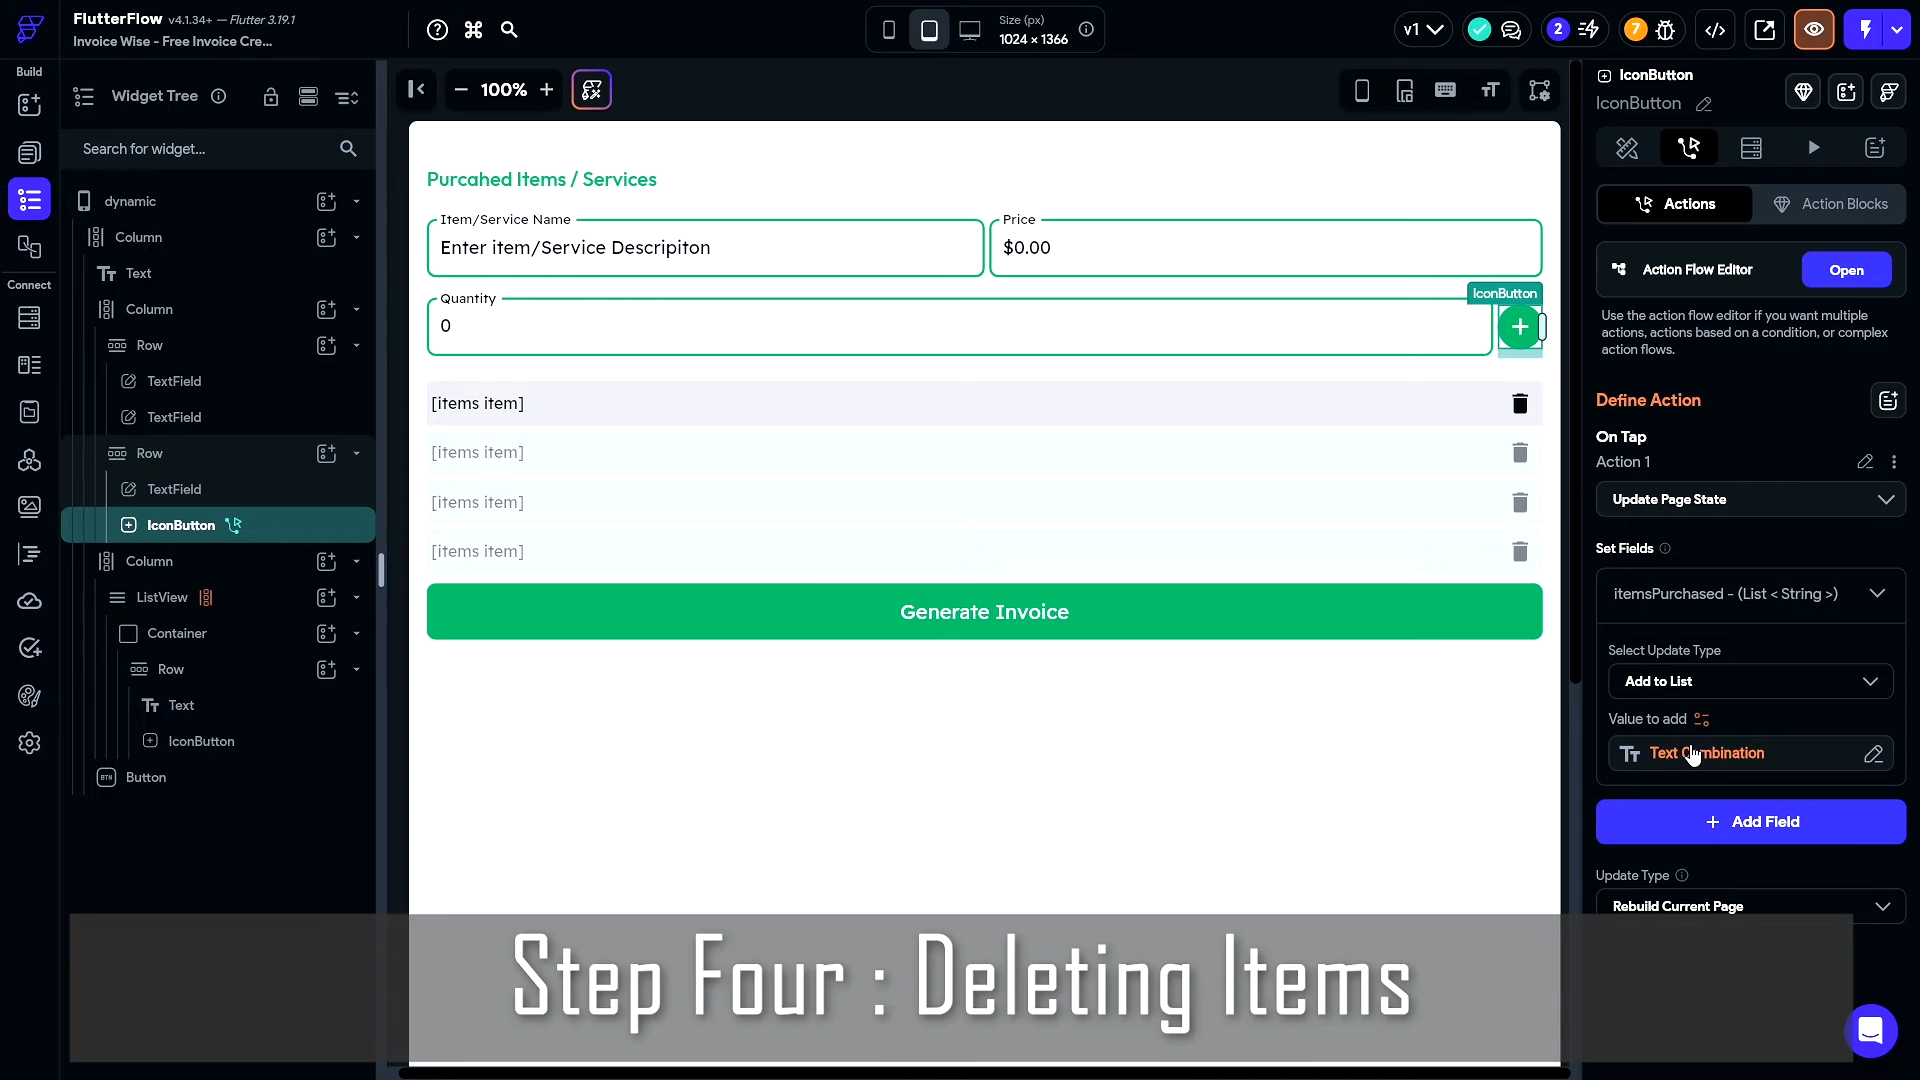 FlutterFlow v4.1.34+ — Flutter 3.19.1
Invoice Wise - Free Invoice Cre...
Size (px)
1024 × 1366
v1
2
7
Build
Connect
Widget Tree
Search for widget...
dynamic
Column
Text
Column
Row
TextField
TextField
Row
TextField
IconButton
Column
ListView
Container
Row
Text
IconButton
BTN Button
100%
Purcahed Items / Services
Item/Service Name
Enter item/Service Descripiton
Price
$0.00
Quantity
0
IconButton
[items item]
[items item]
[items item]
[items item]
Generate Invoice
IconButton
IconButton
Actions
Action Blocks
Action Flow Editor
Open
Use the action flow editor if you want multiple
actions, actions based on a condition, or complex
action flows.
Define Action
On Tap
Action 1
Update Page State
Set Fields
itemsPurchased - (List < String >)
Select Update Type
Add to List
Value to add
Text Combination
+ Add Field
Update Type
Rebuild Current Page
Step Four : Deleting Items